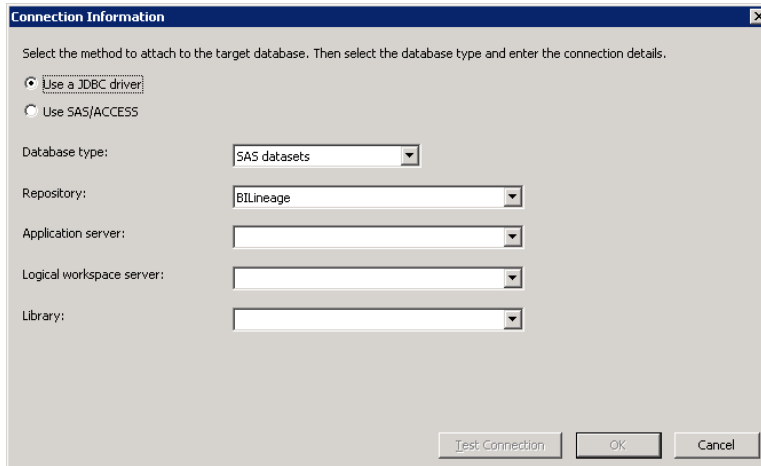 Connection Information
Select the method to attach to the target database. Then select the database type and enter the connection details.
Use a JDBC driver
Use SAS/ACCESS
Database type: SAS datasets
Repository: BILineage
Application server:
Logical workspace server:
Library:
Test Connection OK Cancel